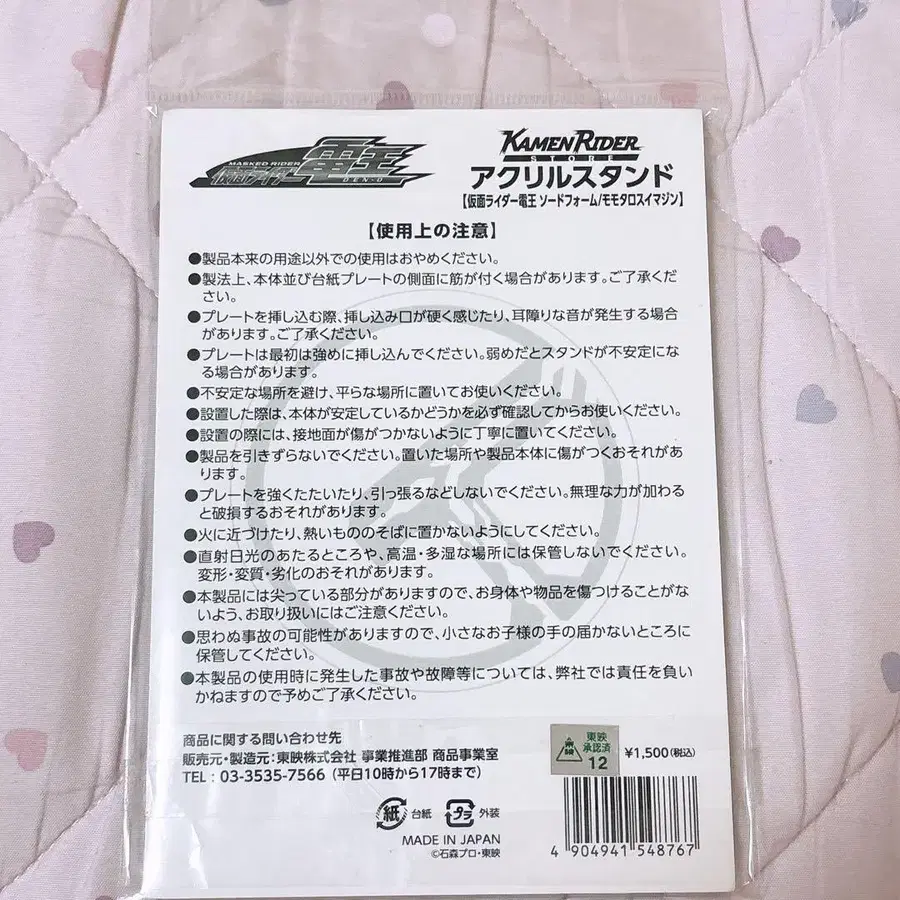 MASKED RIDER
仮面ライダー電王
DEN-O
KAMEN RIDER
STORE
アクリルスタンド
【仮面ライダー電王 ソードフォーム/モモタロスイマジン】
【使用上の注意】
●製品本来の用途以外での使用はおやめください。
●製法上、本体並び台紙プレートの側面に筋が付く場合があります。ご了承くだ
さい。
●プレートを挿し込む際、挿し込み口が硬く感じたり、耳障りな音が発生する場合
があります。ご了承ください。
●プレートは最初は強めに挿し込んでください。弱めだとスタンドが不安定にな
る場合があります。
●不安定な場所を避け、平らな場所に置いてお使いください。
●設置した際は、本体が安定しているかどうかを必ず確認してからお使いください。
●設置の際には、接地面が傷がつかないように丁寧に置いてください。
●製品を引きずらないでください。置いた場所や製品本体に傷がつくおそれがあ
ります。
●プレートを強くたたいたり、引っ張るなどしないでください。無理な力が加わる
と破損するおそれがあります。
●火に近づけたり、熱いもののそばに置かないようにしてください。
●直射日光のあたるところや、高温・多湿な場所には保管しないでください。
変形・変質・劣化のおそれがあります。
●本製品には尖っている部分がありますので、お身体や物品を傷つけることがな
いよう、お取り扱いにはご注意ください。
●思わぬ事故の可能性がありますので、小さなお子様の手の届かないところに
保管してください。
●本製品の使用時に発生した事故や故障等については、弊社では責任を負い
かねますので予めご了承ください。
商品に関する問い合わせ先
販売元・製造元:東映株式会社 事業推進部 商品事業室
TEL : 03-3535-7566 (平日10時から17時まで)
東映
承認済
12
¥1,500(税込)
紙 台紙 プラ 外装
MADE IN JAPAN
©石森プロ・東映
4 904941 548767